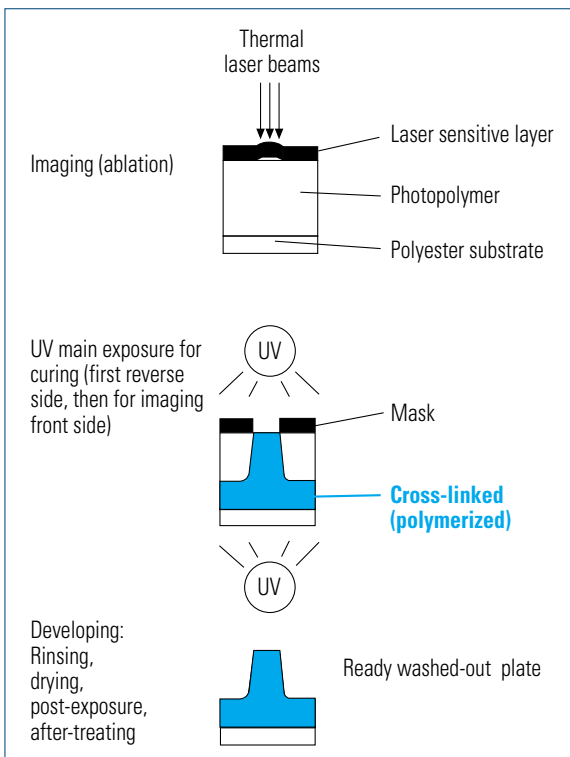 Thermal
laser beams
Imaging (ablation)
Laser sensitive layer
Photopolymer
Polyester substrate
UV main exposure for
curing (first reverse
side, then for imaging
front side)
UV
Mask
Cross-linked
(polymerized)
UV
Developing:
Rinsing,
drying,
post-exposure,
after-treating
Ready washed-out plate